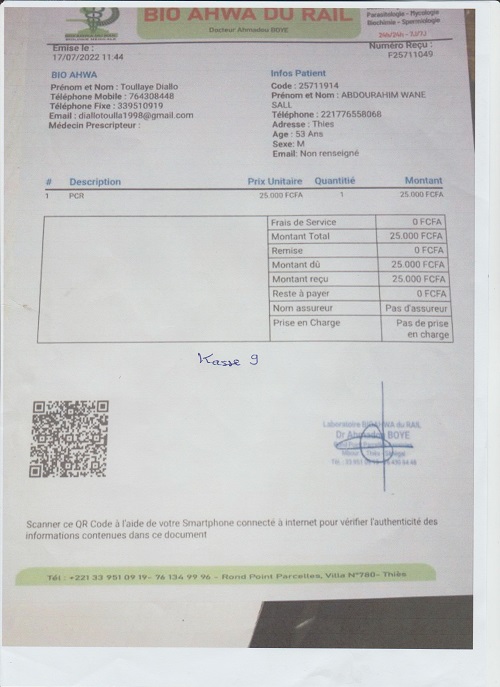 BIO AHWA DU RAIL
Docteur Ahmadou BOYE
Parasitologie - Mycologie
Biochimie - Spermiologie
24h/24h - 7J/7J
Emise le :
17/07/2022 11:44
Numéro Reçu :
F25711049
BIO AHWA
Prénom et Nom : Toullaye Diallo
Téléphone Mobile : 764308448
Téléphone Fixe : 339510919
Email : diallotoulla1998@gmail.com
Médecin Prescripteur :
Infos Patient
Code : 25711914
Prénom et Nom : ABDOURAHIM WANE
SALL
Téléphone : 221776558068
Adresse : Thies
Age : 53 Ans
Sexe: M
Email: Non renseigné
# Description Prix Unitaire Quantitié Montant
1 PCR 25.000 FCFA 1 25.000 FCFA
Frais de Service 0 FCFA
Montant Total 25.000 FCFA
Remise 0 FCFA
Montant dû 25.000 FCFA
Montant reçu 25.000 FCFA
Reste à payer 0 FCFA
Nom assureur Pas d'assureur
Prise en Charge Pas de prise
en charge
Kasse 9
Laboratoire BIO AHWA du RAIL
Dr Ahmadou BOYE
Scanner ce QR Code à l'aide de votre Smartphone connecté à internet pour vérifier l'authenticité des
informations contenues dans ce document
Tél : +221 33 951 09 19- 76 134 99 96 - Rond Point Parcelles, Villa N°780- Thiès